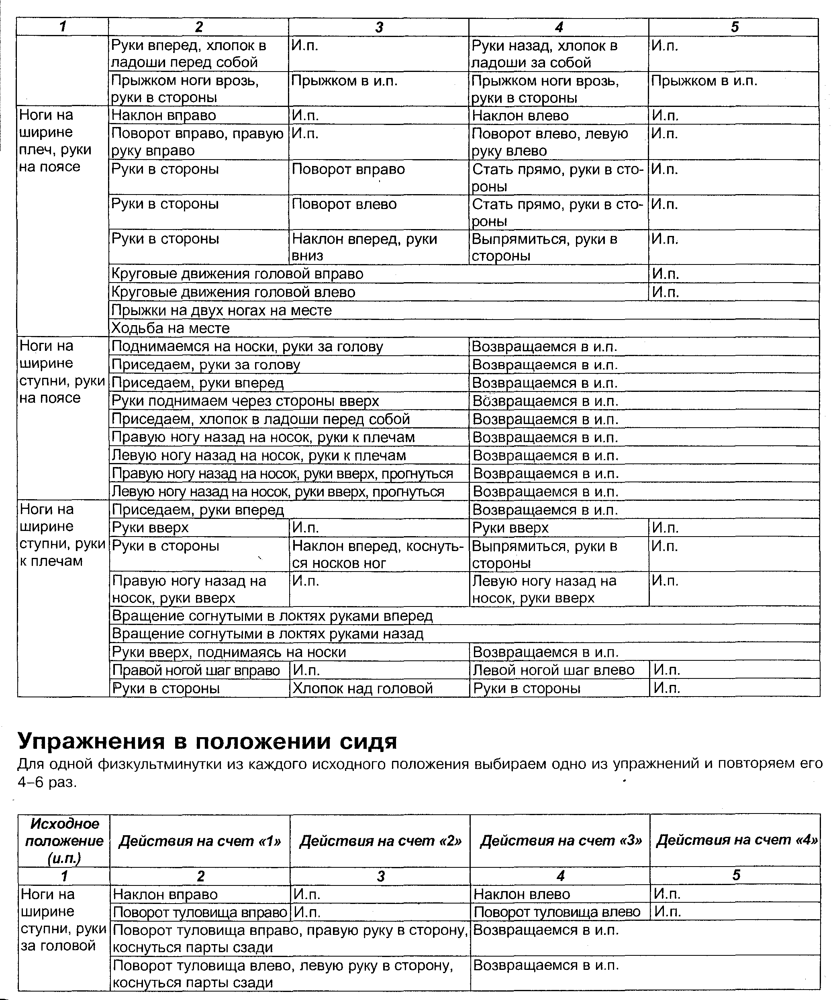 1 2 3 4 5
Руки вперед, хлопок в И.п. Руки назад, хлопок в И.п.
ладоши перед собой ладоши за собой
Прыжком ноги врозь, Прыжком в и.п. Прыжком ноги врозь, Прыжком в и.п.
руки в стороны руки в стороны
Ноги на Наклон вправо И.п. Наклон влево И.п.
ширине Поворот вправо, правую И.п. Поворот влево, левую И.п.
плеч, руки руку вправо руку влево
на поясе Руки в стороны Поворот вправо Стать прямо, руки в сто- И.п.
роны
Руки в стороны Поворот влево Стать прямо, руки в сто- И.п.
роны
Руки в стороны Наклон вперед, руки Выпрямиться, руки в И.п.
вниз стороны
Круговые движения головой вправо И.п.
Круговые движения головой влево И.п.
Прыжки на двух ногах на месте
Ходьба на месте
Ноги на Поднимаемся на носки, руки за голову Возвращаемся в и.п.
ширине Приседаем, руки за голову Возвращаемся в и.п.
ступни, руки Приседаем, руки вперед Возвращаемся в и.п.
на поясе Руки поднимаем через стороны вверх Возвращаемся в и.п.
Приседаем, хлопок в ладоши перед собой Возвращаемся в и.п.
Правую ногу назад на носок, руки к плечам Возвращаемся в и.п.
Левую ногу назад на носок, руки к плечам Возвращаемся в и.п.
Правую ногу назад на носок, руки вверх, прогнуться Возвращаемся в и.п.
Левую ногу назад на носок, руки вверх, прогнуться Возвращаемся в и.п.
Ноги на Приседаем, руки вперед Возвращаемся в и.п.
ширине Руки вверх И.п. Руки вверх И.п.
ступни, руки Руки в стороны Наклон вперед, коснуть- Выпрямиться, руки в И.п.
к плечам ся носков ног стороны
Правую ногу назад на И.п. Левую ногу назад на И.п.
носок, руки вверх носок, руки вверх
Вращение согнутыми в локтях руками вперед
Вращение согнутыми в локтях руками назад
Руки вверх, поднимаясь на носки Возвращаемся в и.п.
Правой ногой шаг вправо И.п. Левой ногой шаг влево И.п.
Руки в стороны Хлопок над головой Руки в стороны И.п.
Упражнения в положении сидя
Для одной физкультминутки из каждого исходного положения выбираем одно из упражнений и повторяем его
4–6 раз.
Исходное
положение Действия на счет «1» Действия на счет «2» Действия на счет «3» Действия на счет «4»
(и.п.)
1 2 3 4 5
Ноги на Наклон вправо И.п. Наклон влево И.п.
ширине Поворот туловища вправо И.п. Поворот туловища влево И.п.
ступни, руки Поворот туловища вправо, правую руку в сторону, Возвращаемся в и.п.
за головой коснуться парты сзади
Поворот туловища влево, левую руку в сторону, Возвращаемся в и.п.
коснуться парты сзади